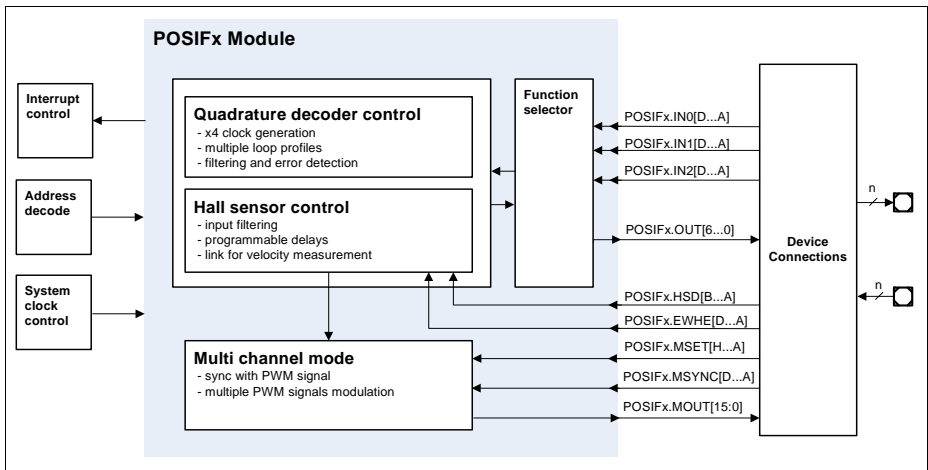 POSIFx Module
Interrupt
control
Address
decode
System
clock
control
Quadrature decoder control
- x4 clock generation
- multiple loop profiles
- filtering and error detection
Hall sensor control
- input filtering
- programmable delays
- link for velocity measurement
Multi channel mode
- sync with PWM signal
- multiple PWM signals modulation
Function
selector
POSIFx.IN0[D...A]
POSIFx.IN1[D...A]
POSIFx.IN2[D...A]
POSIFx.OUT[6...0]
POSIFx.HSD[B...A]
POSIFx.EWHE[D...A]
POSIFx.MSET[H...A]
POSIFx.MSYNC[D...A]
POSIFx.MOUT[15:0]
Device
Connections
n
n